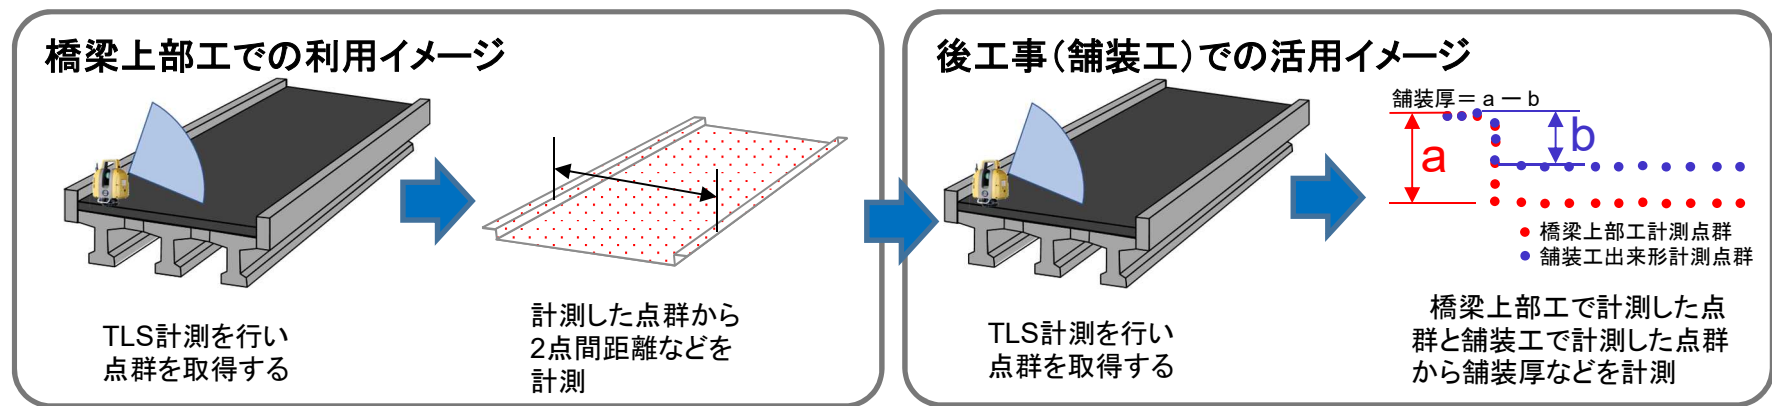 橋梁上部工での利用イメージ
TLS計測を行い
点群を取得する
計測した点群から
2点間距離などを
計測
後工事(舗装工)での活用イメージ
TLS計測を行い
点群を取得する
舗装厚= a ー b
a
b
橋梁上部工計測点群
舗装工出来形計測点群
橋梁上部工で計測した点
群と舗装工で計測した点群
から舗装厚などを計測